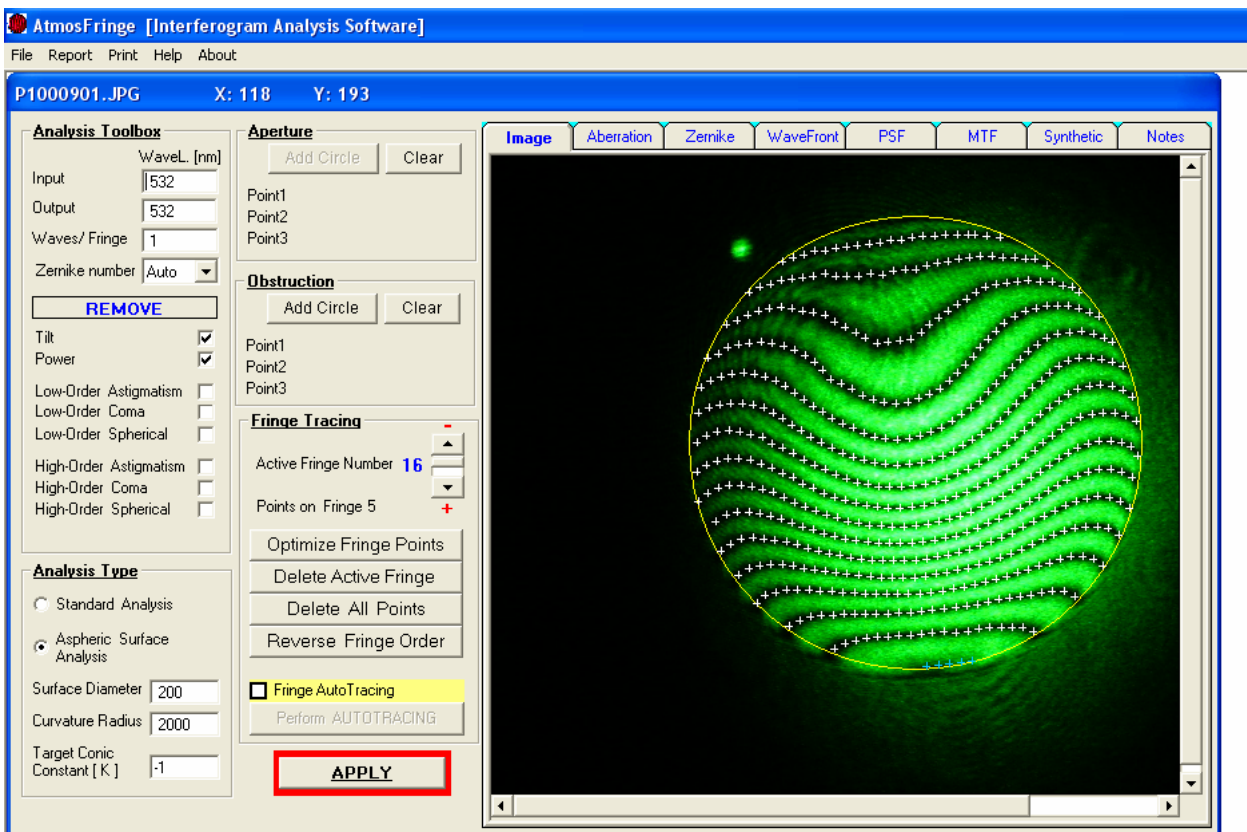 AtmosFringe [Interferogram Analysis Software]
File Report Print Help About
P1000901.JPG X: 118 Y: 193
Analysis Toolbox
WaveL. [nm]
Input 532
Output 532
Waves/ Fringe 1
Zernike number Auto
REMOVE
Tilt
Power
Low-Order Astigmatism
Low-Order Coma
Low-Order Spherical
High-Order Astigmatism
High-Order Coma
High-Order Spherical
Analysis Type
Standard Analysis
Aspheric Surface
Analysis
Surface Diameter 200
Curvature Radius 2000
Target Conic
Constant [ K ] -1
Aperture
Add Circle Clear
Point1
Point2
Point3
Obstruction
Add Circle Clear
Point1
Point2
Point3
Fringe Tracing
-
Active Fringe Number 16
Points on Fringe 5
+
Optimize Fringe Points
Delete Active Fringe
Delete All Points
Reverse Fringe Order
Fringe AutoTracing
Perform AUTOTRACING
APPLY
Image Aberration Zernike WaveFront PSF MTF Synthetic Notes